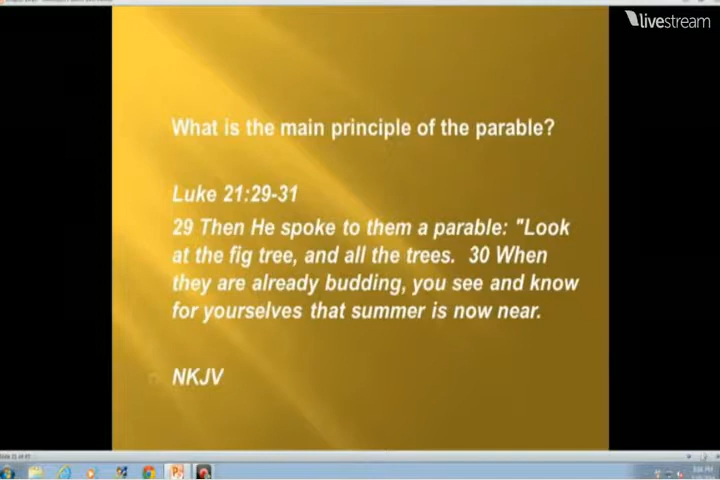 livestream
What is the main principle of the parable?
Luke 21:29-31
29 Then He spoke to them a parable: "Look
at the fig tree, and all the trees.  30 When
they are already budding, you see and know
for yourselves that summer is now near.
NKJV